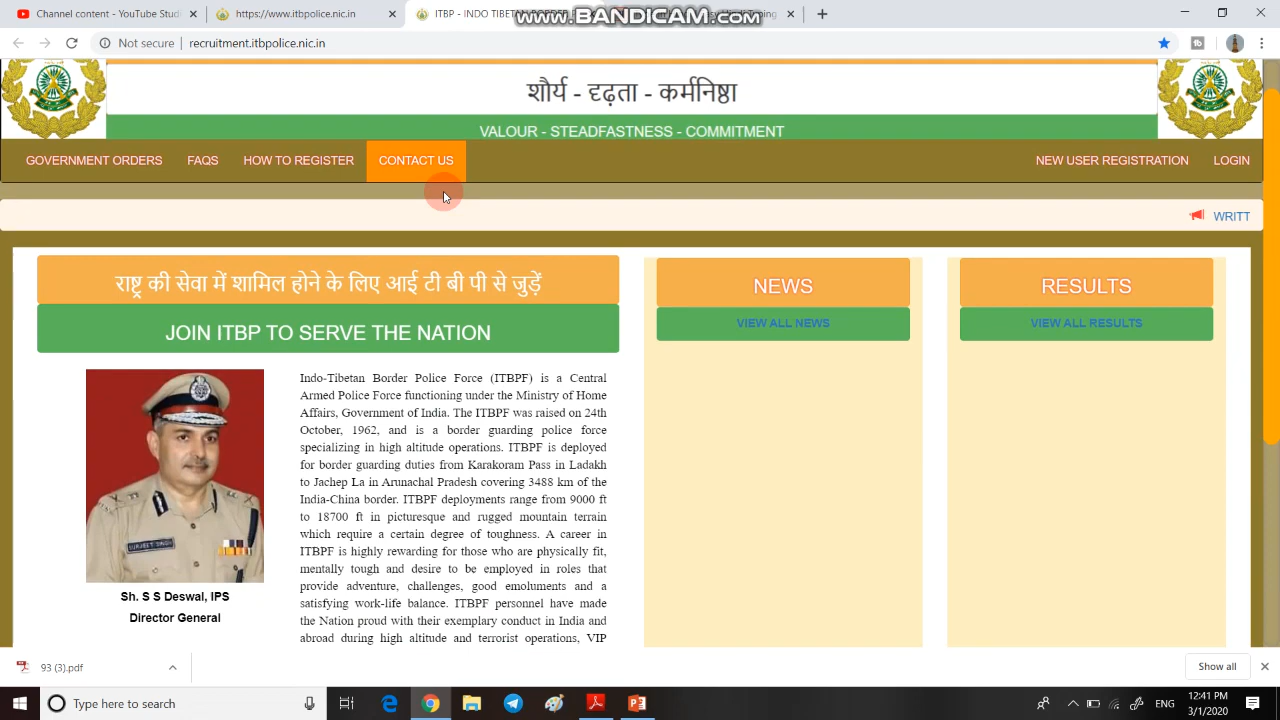 - YouTube Stud
https://www.itbpolice.nic.in
ITBP - INDO TIBETAN BORDER
www.BANDICAM.com
Not secure recruitment.itbpolice.nic.in
शौर्य - दृढ़ता - कर्मनिष्ठा
VALOUR - STEADFASTNESS - COMMITMENT
GOVERNMENT ORDERS FAQS HOW TO REGISTER CONTACT US NEW USER REGISTRATION LOGIN
WRITT
राष्ट्र की सेवा में शामिल होने के लिए आई टी बी पी से जुड़ें
JOIN ITBP TO SERVE THE NATION
Indo-Tibetan Border Police Force (ITBPF) is a Central
Armed Police Force functioning under the Ministry of Home
Affairs, Government of India. The ITBPF was raised on 24th
October, 1962, and is a border guarding police force
specializing in high altitude operations. ITBPF is deployed
for border guarding duties from Karakoram Pass in Ladakh
to Jachep La in Arunachal Pradesh covering 3488 km of the
India-China border. ITBPF deployments range from 9000 ft
to 18700 ft in picturesque and rugged mountain terrain
which require a certain degree of toughness. A career in
ITBPF is highly rewarding for those who are physically fit,
mentally tough and desire to be employed in roles that
provide adventure, challenges, good emoluments and a
satisfying work-life balance. ITBPF personnel have made
the Nation proud with their exemplary conduct in India and
abroad during high altitude and terrorist operations, VIP
SURJEET SINGH
Sh. S S Deswal, IPS
Director General
NEWS
VIEW ALL NEWS
RESULTS
VIEW ALL RESULTS
93 (3).pdf
Show all
Type here to search
ENG
12:41 PM
3/1/2020